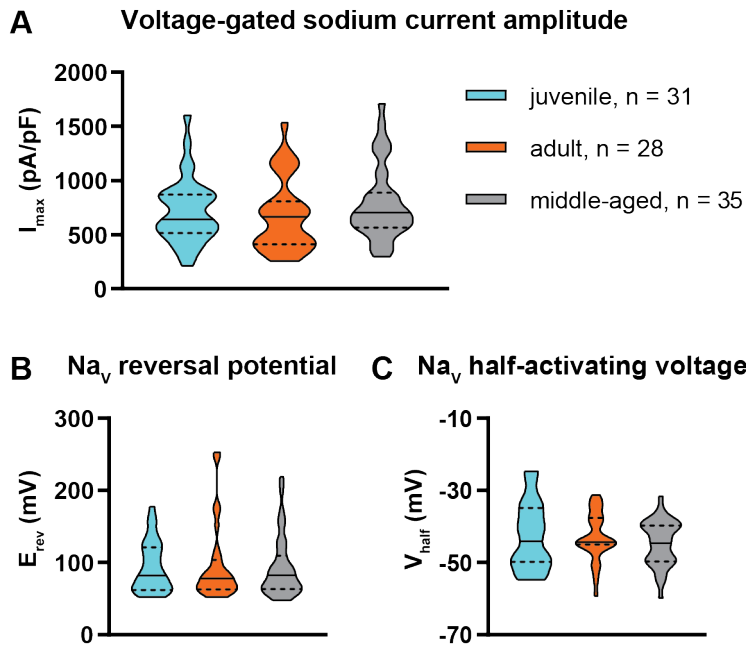 A Voltage-gated sodium current amplitude
2000
1500
1000
500
0
Imax (pA/pF)
juvenile, n = 31
adult, n = 28
middle-aged, n = 35
B NaV reversal potential
300
200
100
0
Erev (mV)
C NaV half-activating voltage
-10
-30
-50
-70
Vhalf (mV)